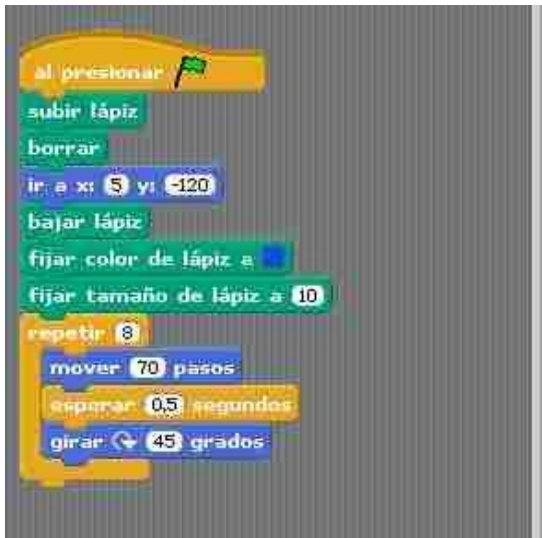 al presionar
subir lápiz
borrar
ir a x: 5 y: -120
bajar lápiz
fijar color de lápiz a
fijar tamaño de lápiz a 10
repetir 8
mover 70 pasos
esperar 0,5 segundos
girar 45 grados